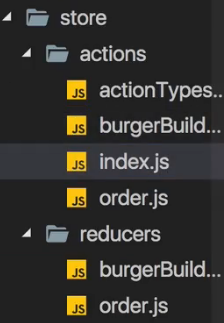 store
actions
JS actionTypes...
JS burgerBuild...
JS index.js
JS order.js
reducers
JS burgerBuild...
JS order.js